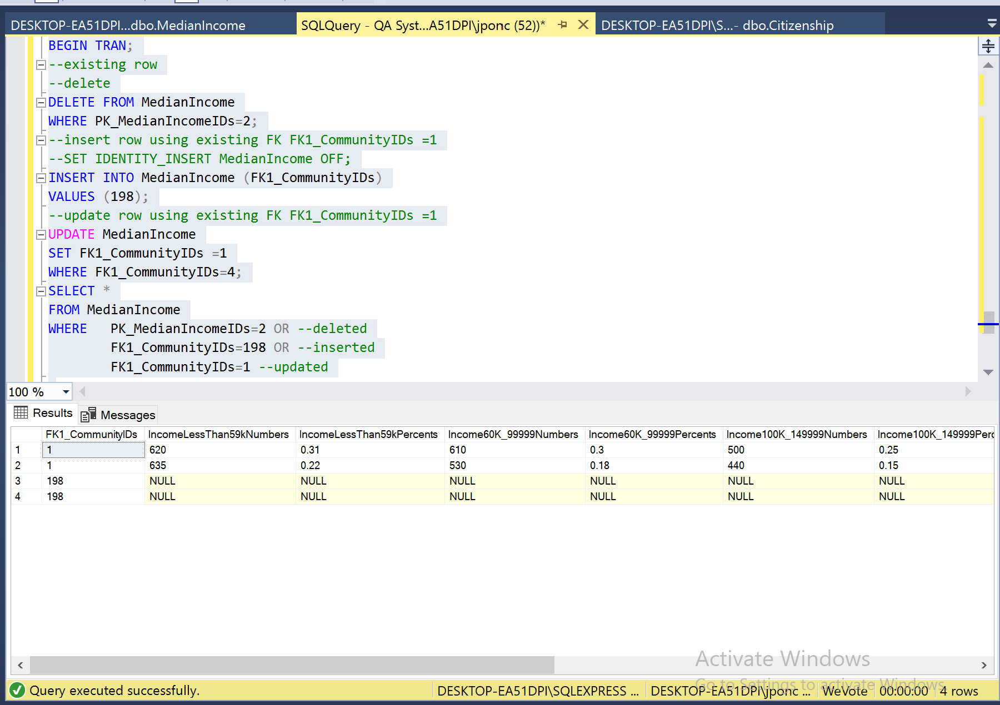 DESKTOP-EA51DPI...dbo.MedianIncome
SQLQuery - QA Syst...A51DPI\jponc (52))*
DESKTOP-EA51DPI\S...- dbo.Citizenship
BEGIN TRAN;
--existing row
--delete
DELETE FROM MedianIncome
WHERE PK_MedianIncomeIDs=2;
--insert row using existing FK FK1_CommunityIDs =1
--SET IDENTITY_INSERT MedianIncome OFF;
INSERT INTO MedianIncome (FK1_CommunityIDs)
VALUES (198);
--update row using existing FK FK1_CommunityIDs =1
UPDATE MedianIncome
SET FK1_CommunityIDs =1
WHERE FK1_CommunityIDs=4;
SELECT *
FROM MedianIncome
WHERE   PK_MedianIncomeIDs=2 OR --deleted
FK1_CommunityIDs=198 OR --inserted
FK1_CommunityIDs=1 --updated
100 %
Results Messages
FK1_CommunityIDs IncomeLessThan59kNumbers IncomeLessThan59kPercents Income60K_99999Numbers Income60K_99999Percents Income100K_149999Numbers Income100K_149999Perc
1 1 620 0.31 610 0.3 500 0.25
2 1 635 0.22 530 0.18 440 0.15
3 198 NULL NULL NULL NULL NULL NULL
4 198 NULL NULL NULL NULL NULL NULL
Activate Windows
Go to Settings to activate Windows.
Query executed successfully. DESKTOP-EA51DPI\SQLEXPRESS ... DESKTOP-EA51DPI\jponc ... WeVote 00:00:00 4 rows